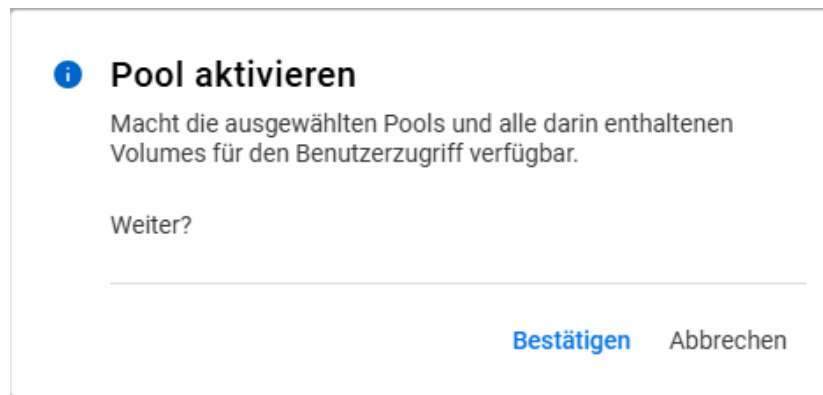 Pool aktivieren
Macht die ausgewählten Pools und alle darin enthaltenen
Volumes für den Benutzerzugriff verfügbar.
Weiter?
Bestätigen Abbrechen